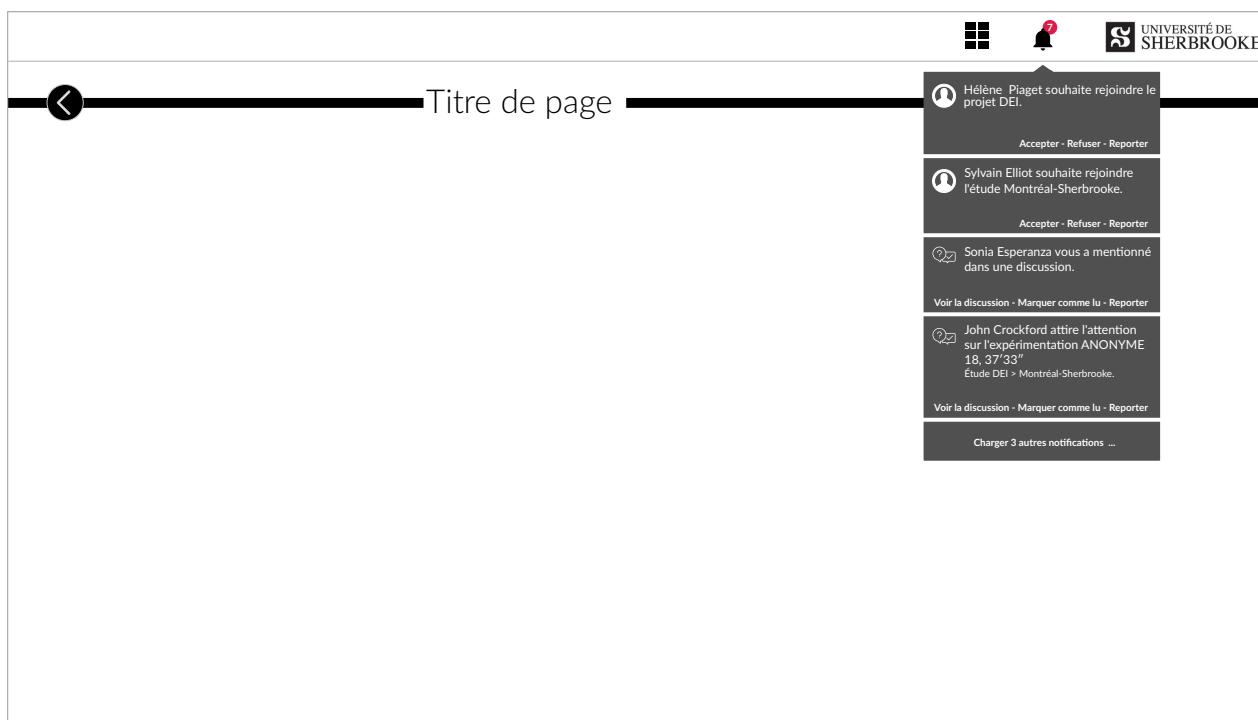 7
UNIVERSITÉ DE
SHERBROOKE
Titre de page
Hélène Piaget souhaite rejoindre le
projet DEI.
Accepter - Refuser - Reporter
Sylvain Elliot souhaite rejoindre
l'étude Montréal-Sherbrooke.
Accepter - Refuser - Reporter
Sonia Esperanza vous a mentionné
dans une discussion.
Voir la discussion - Marquer comme lu - Reporter
John Crockford attire l'attention
sur l'expérimentation ANONYME
18, 37′33″
Étude DEI > Montréal-Sherbrooke.
Voir la discussion - Marquer comme lu - Reporter
Charger 3 autres notifications ...